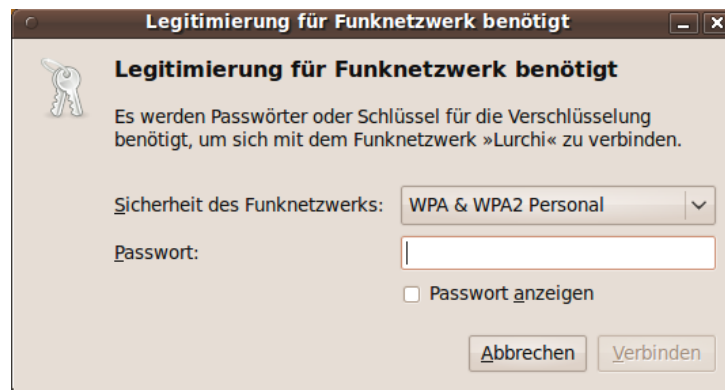 Legitimierung für Funknetzwerk benötigt
Legitimierung für Funknetzwerk benötigt
Es werden Passwörter oder Schlüssel für die Verschlüsselung
benötigt, um sich mit dem Funknetzwerk »Lurchi« zu verbinden.
Sicherheit des Funknetzwerks: WPA & WPA2 Personal
Passwort:
Passwort anzeigen
Abbrechen Verbinden